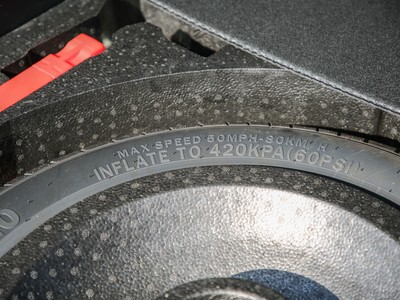 MAX SPEED 50MPH-80KM H
INFLATE TO 420KPA(60PSI)